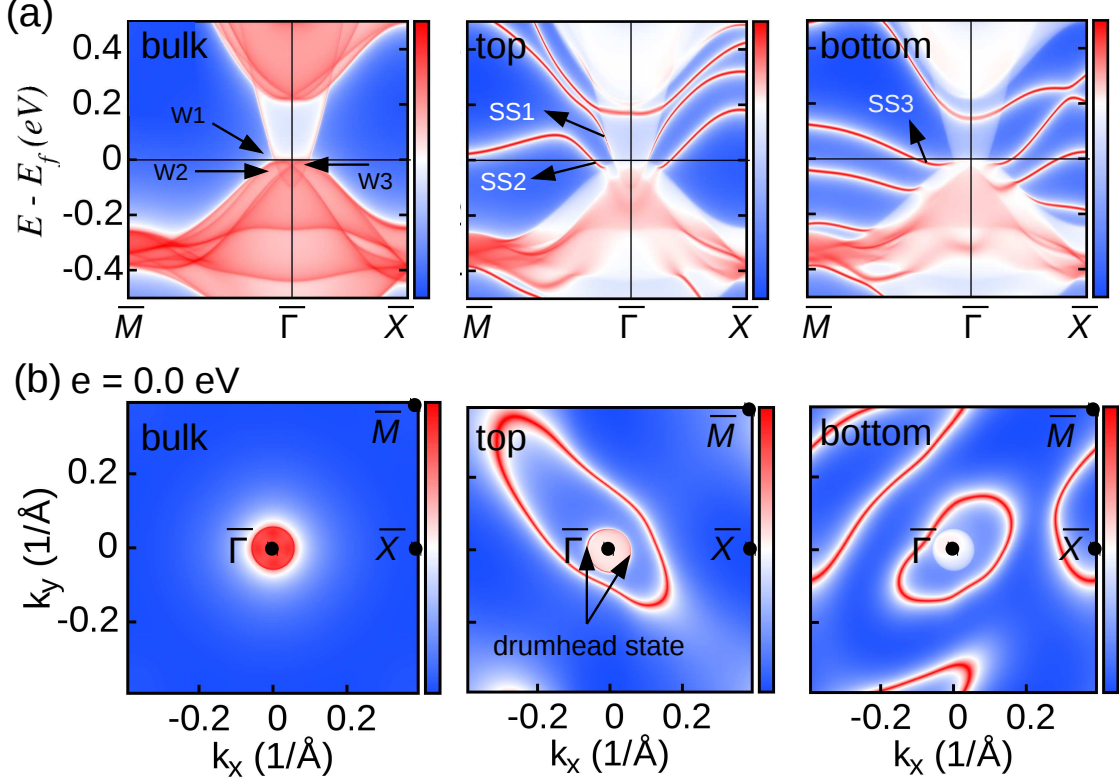 (a)
bulk
top
bottom
E - E_f (eV)
0.4
0.2
0
-0.2
-0.4
W1
W2
W3
SS1
SS2
SS3
M̅ Γ̅ X̅
M̅ Γ̅ X̅
M̅ Γ̅ X̅
(b) e = 0.0 eV
bulk
M̅
Γ̅
X̅
top
M̅
Γ̅
X̅
drumhead state
bottom
M̅
Γ̅
X̅
k_y (1/Å)
0.2
0
-0.2
-0.2 0 0.2
-0.2 0 0.2
-0.2 0 0.2
k_x (1/Å)
k_x (1/Å)
k_x (1/Å)